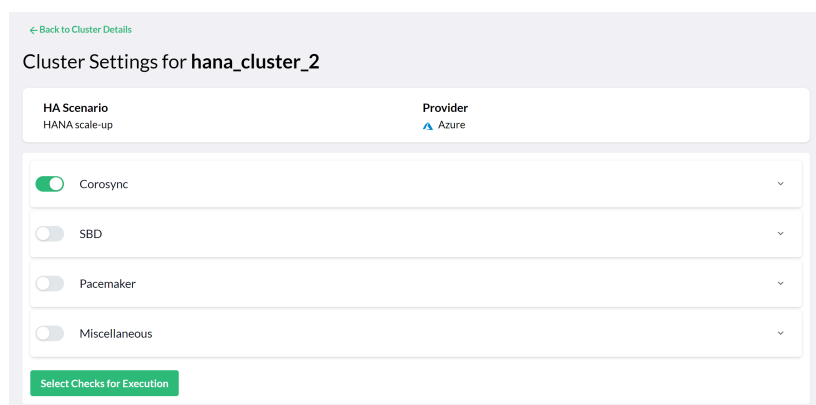 Back to Cluster Details
Cluster Settings for hana_cluster_2
HA Scenario
HANA scale-up
Provider
Azure
Corosync
SBD
Pacemaker
Miscellaneous
Select Checks for Execution